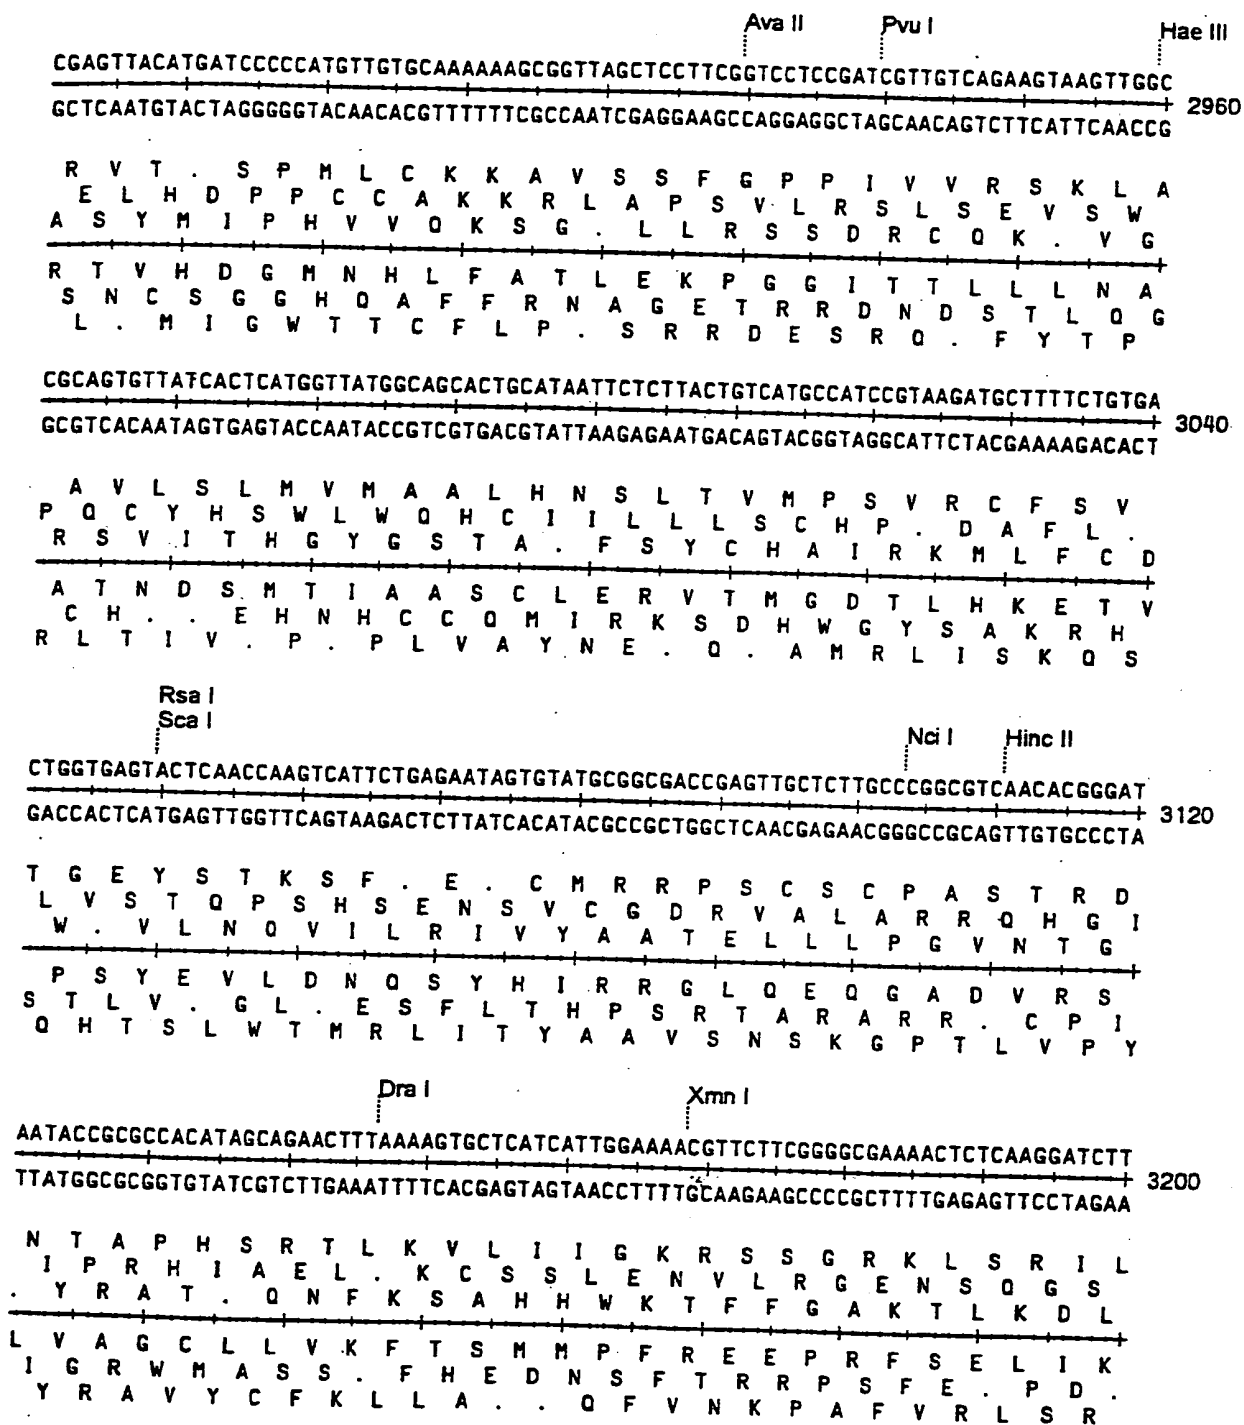 Ava II Pvu I Hae III
CGAGTTACATGATCCCCCATGTTGTGCAAAAAAGCGGTTAGCTCCTTCGGTCCTCCGATCGTTGTCAGAAGTAAGTTGGC
2960
GCTCAATGTACTAGGGGGTACAACACGTTTTTTCGCCAATCGAGGAAGCCAGGAGGCTAGCAACAGTCTTCATTCAACCG
R V T . S P M L C K K A V S S F G P P I V V R S K L A
E L H D P P C C A K K R L A P S V L R S L S E V S W
A S Y M I P H V V Q K S G . L L R S S D R C Q K . V G
R T V H D G M N H L F A T L E K P G G I T T L L L N A
S N C S G G H Q A F F R N A G E T R R D N D S T L Q G
L . M I G W T T C F L P . S R R D E S R Q . F Y T P
CGCAGTGTTATCACTCATGGTTATGGCAGCACTGCATAATTCTCTTACTGTCATGCCATCCGTAAGATGCTTTTCTGTGA
3040
GCGTCACAATAGTGAGTACCAATACCGTCGTGACGTATTAAGAGAATGACAGTACGGTAGGCATTCTACGAAAAGACACT
A V L S L M V M A A L H N S L T V M P S V R C F S V
P Q C Y H S W L W Q H C I I L L L S C H P . D A F L .
R S V I T H G Y G S T A . F S Y C H A I R K M L F C D
A T N D S M T I A A S C L E R V T M G D T L H K E T V
C H . . E H N H C C Q M I R K S D H W G Y S A K R H
R L T I V . P . P L V A Y N E . Q . A M R L I S K Q S
Rsa I
Sca I
Nci I Hinc II
CTGGTGAGTACTCAACCAAGTCATTCTGAGAATAGTGTATGCGGCGACCGAGTTGCTCTTGCCCGGCGTCAACACGGGAT
3120
GACCACTCATGAGTTGGTTCAGTAAGACTCTTATCACATACGCCGCTGGCTCAACGAGAACGGGCCGCAGTTGTGCCCTA
T G E Y S T K S F . E . C M R R P S C S C P A S T R D
L V S T Q P S H S E N S V C G D R V A L A R R Q H G I
W . V L N Q V I L R I V Y A A T E L L L P G V N T G
P S Y E V L D N Q S Y H I R R G L Q E Q G A D V R S
S T L V . G L . E S F L T H P S R T A R A R R . C P I
Q H T S L W T M R L I T Y A A V S N S K G P T L V P Y
Dra I Xmn I
AATACCGCGCCACATAGCAGAACTTTAAAAGTGCTCATCATTGGAAAACGTTCTTCGGGGCGAAAACTCTCAAGGATCTT
3200
TTATGGCGCGGTGTATCGTCTTGAAATTTTCACGAGTAGTAACCTTTTGCAAGAAGCCCCGCTTTTGAGAGTTCCTAGAA
N T A P H S R T L K V L I I G K R S S G R K L S R I L
I P R H I A E L . K C S S L E N V L R G E N S Q G S
. Y R A T . Q N F K S A H H W K T F F G A K T L K D L
L V A G C L L V K F T S M M P F R E E P R F S E L I K
I G R W M A S S . F H E D N S F T R R P S F E . P D .
Y R A V Y C F K L L A . . Q F V N K P A F V R L S R